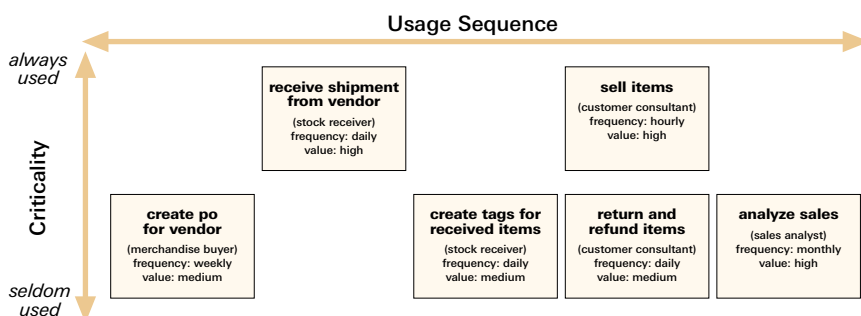 Usage Sequence
always
used
Criticality
seldom
used
receive shipment
from vendor
(stock receiver)
frequency: daily
value: high
sell items
(customer consultant)
frequency: hourly
value: high
create po
for vendor
(merchandise buyer)
frequency: weekly
value: medium
create tags for
received items
(stock receiver)
frequency: daily
value: medium
return and
refund items
(customer consultant)
frequency: daily
value: medium
analyze sales
(sales analyst)
frequency: monthly
value: high